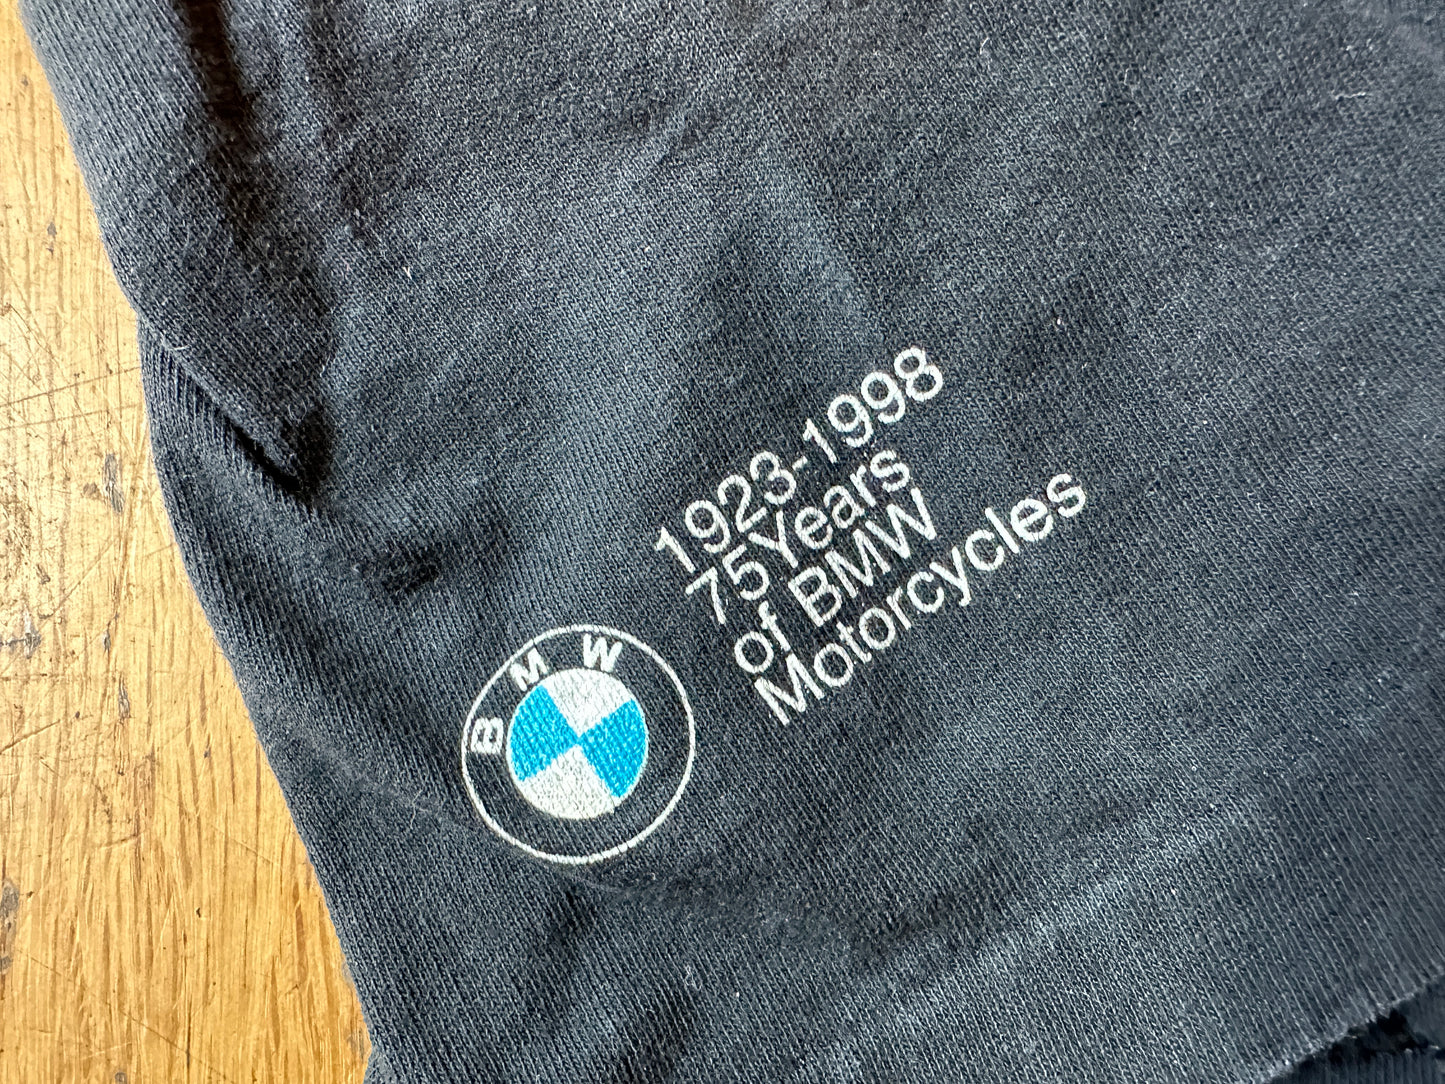 1923-1998
75 Years
of BMW
Motorcycles
BMW